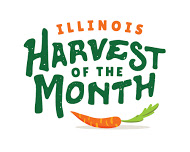 ILLINOIS
HARVEST
OF THE
MONTH